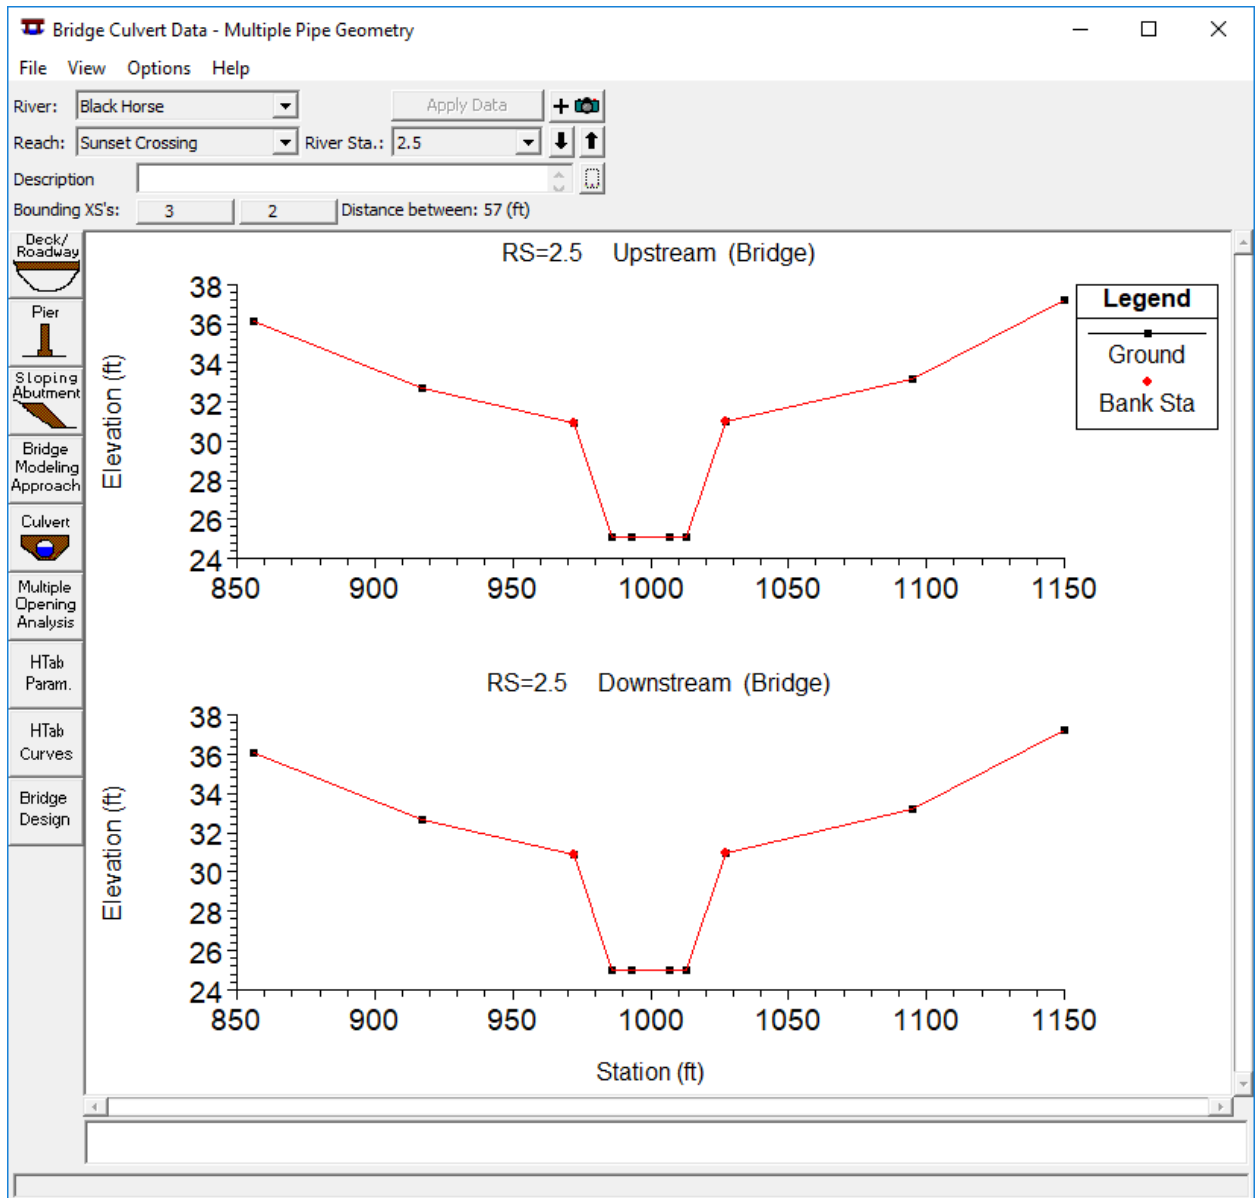 Bridge Culvert Data - Multiple Pipe Geometry
File View Options Help
River: Black Horse Apply Data +
Reach: Sunset Crossing River Sta.: 2.5
Description
Bounding XS's: 3 2 Distance between: 57 (ft)
Deck/
Roadway
Pier
Sloping
Abutment
Bridge
Modeling
Approach
Culvert
Multiple
Opening
Analysis
HTab
Param.
HTab
Curves
Bridge
Design
RS=2.5 Upstream (Bridge)
Elevation (ft)
38
36
34
32
30
28
26
24
850 900 950 1000 1050 1100 1150
Legend
Ground
Bank Sta
RS=2.5 Downstream (Bridge)
Elevation (ft)
38
36
34
32
30
28
26
24
850 900 950 1000 1050 1100 1150
Station (ft)